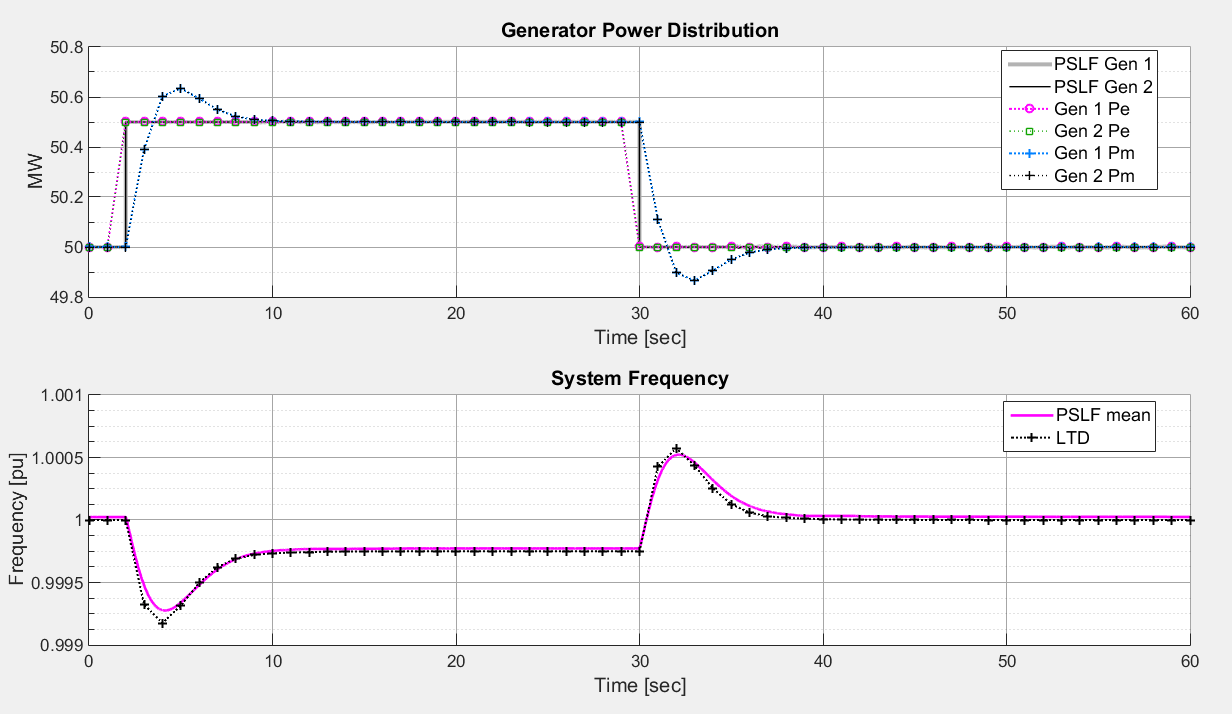 Generator Power Distribution
50.8
50.6
50.4
50.2
50
49.8
MW
PSLF Gen 1
PSLF Gen 2
Gen 1 Pe
Gen 2 Pe
Gen 1 Pm
Gen 2 Pm
0 10 20 30 40 50 60
Time [sec]
System Frequency
1.001
1.0005
1
0.9995
0.999
Frequency [pu]
PSLF mean
LTD
0 10 20 30 40 50 60
Time [sec]